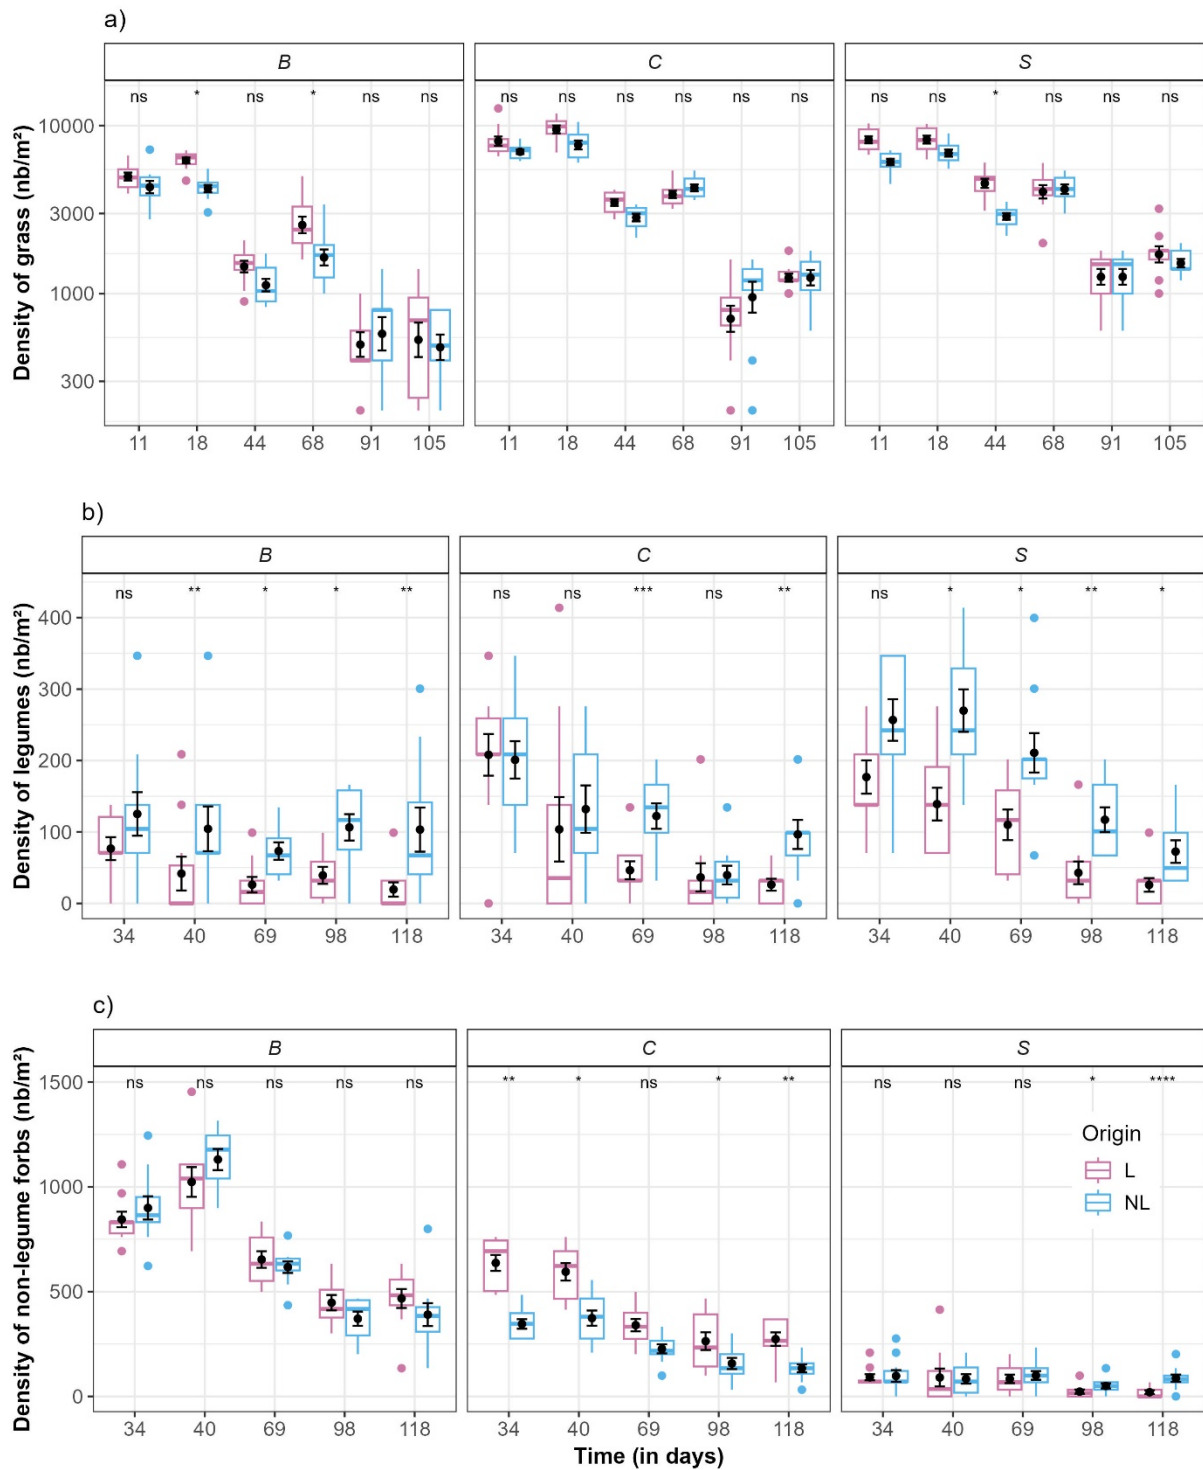 a)
B C S
ns * ns * ns ns ns ns ns ns ns ns ns ns * ns ns ns
Density of grass (nb/m²)
10000
3000
1000
300
11 18 44 68 91 105 11 18 44 68 91 105 11 18 44 68 91 105
b)
B C S
ns ** * * ** ns ns *** ns ** ns * * ** *
Density of legumes (nb/m²)
400
300
200
100
0
34 40 69 98 118 34 40 69 98 118 34 40 69 98 118
c)
B C S
ns ns ns ns ns ** * ns * ** ns ns ns * ****
Density of non-legume forbs (nb/m²)
1500
1000
500
0
Origin
L
NL
34 40 69 98 118 34 40 69 98 118 34 40 69 98 118
Time (in days)